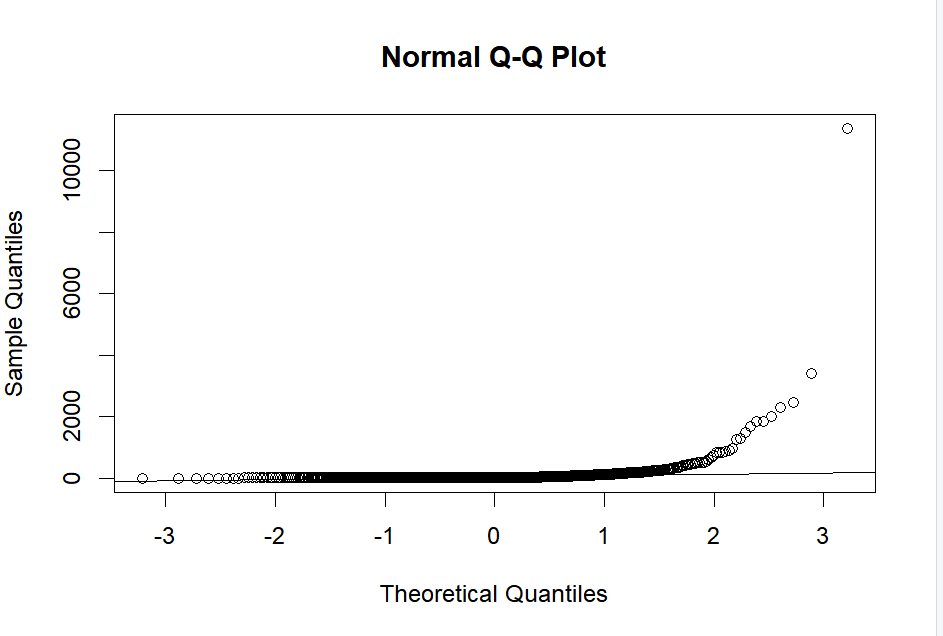 Normal Q-Q Plot
Sample Quantiles
10000
6000
2000
0
-3 -2 -1 0 1 2 3
Theoretical Quantiles